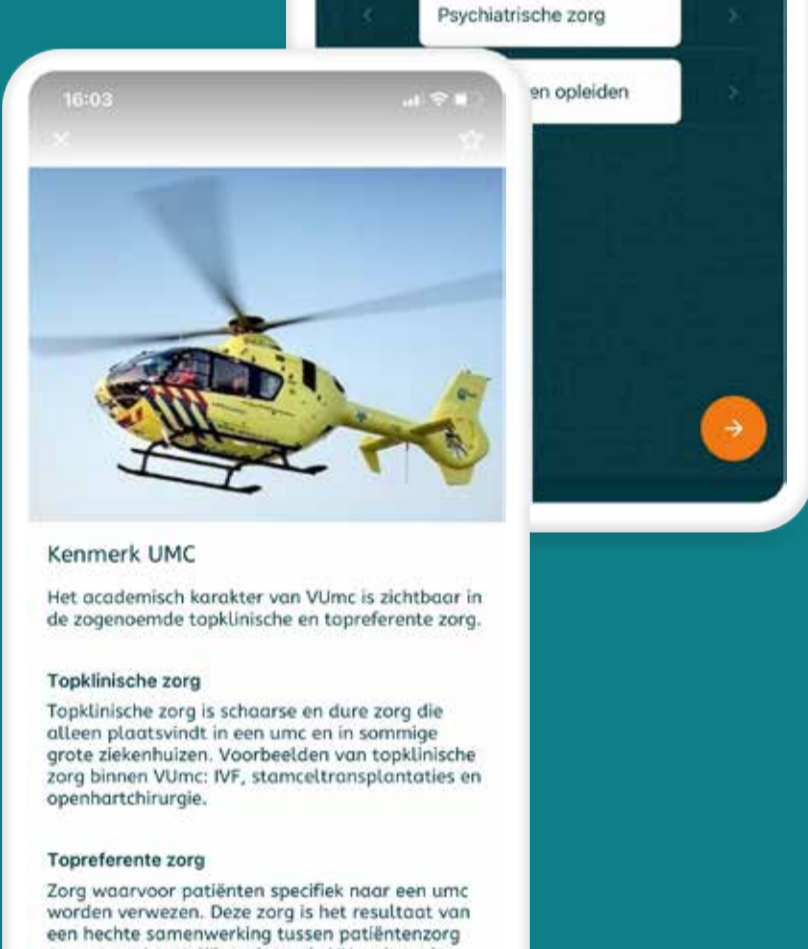 Psychiatrische zorg
en opleiden
16:03
Kenmerk UMC
Het academisch karakter van VUmc is zichtbaar in
de zogenoemde topklinische en topreferente zorg.
Topklinische zorg
Topklinische zorg is schaarse en dure zorg die
alleen plaatsvindt in een umc en in sommige
grote ziekenhuizen. Voorbeelden van topklinische
zorg binnen VUmc: IVF, stamceltransplantaties en
openhartchirurgie.
Topreferente zorg
Zorg waarvoor patiënten specifiek naar een umc
worden verwezen. Deze zorg is het resultaat van
een hechte samenwerking tussen patiëntenzorg